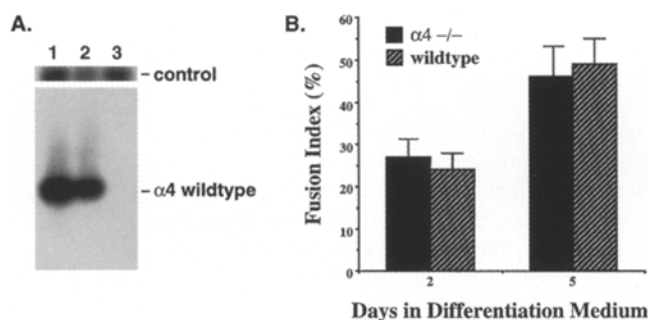 A.
1 2 3
control
α4 wildtype
B.
α4 −/−
wildtype
Fusion Index (%)
60
50
40
30
20
10
0
2 5
Days in Differentiation Medium